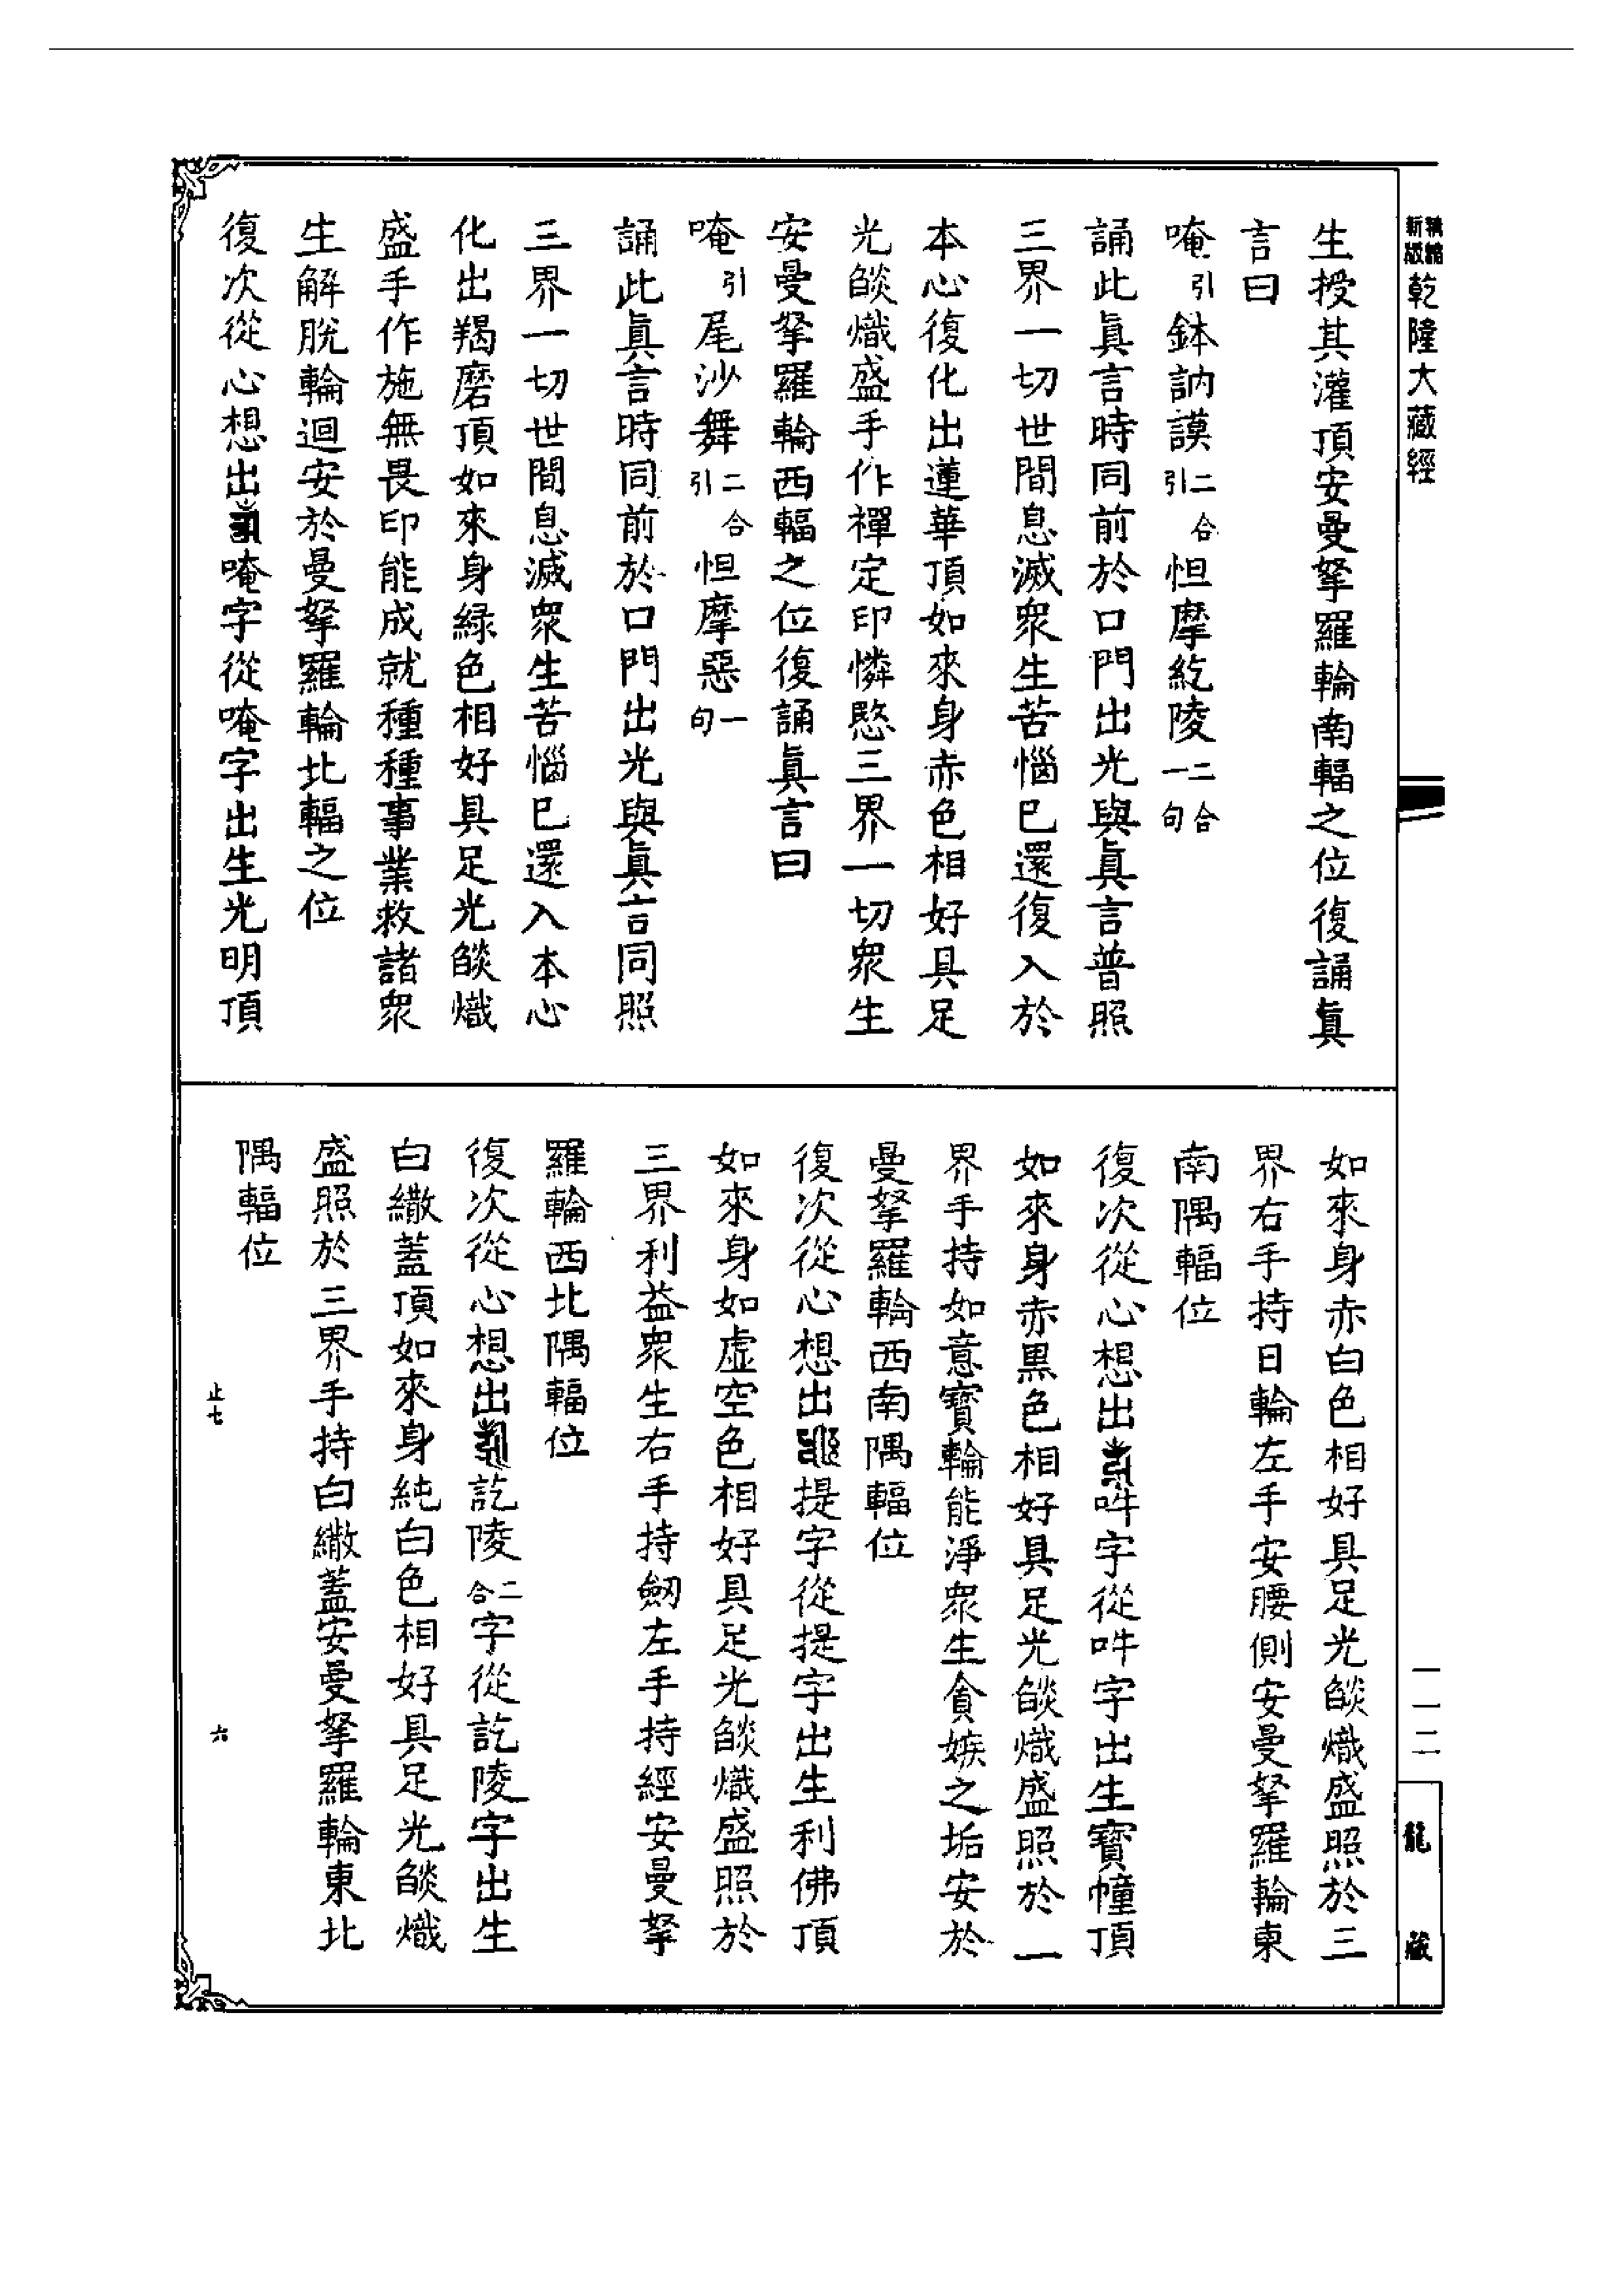 精縮新版乾隆大藏經
生授其灌頂安曼拏羅輪南輻之位復誦眞
言曰
唵引鉢訥謨二合引怛摩紇陵二合一句
誦此眞言時同前於口門出光與眞言普照
三界一切世間息滅衆生苦惱已還復入於
本心復化出蓮華頂如來身赤色相好具足
光燄熾盛手作禪定印憐愍三界一切衆生
安曼拏羅輪西輻之位復誦眞言曰
唵引尾沙舞二合引怛摩惡一句
誦此眞言時同前於口門出光與眞言同照
三界一切世間息滅衆生苦惱已還入本心
化出羯磨頂如來身緑色相好具足光燄熾
盛手作施無畏印能成就種種事業救諸衆
生解脫輪迴安於曼拏羅輪北輻之位
復次從心想出唵字從唵字出生光明頂
如來身赤白色相好具足光燄熾盛照於三
界右手持日輪左手安腰側安曼拏羅輪東
南隅輻位
復次從心想出吽字從吽字出生寶幢頂
如來身赤黒色相好具足光燄熾盛照於一
界手持如意寶輪能淨衆生貪嫉之垢安於
曼拏羅輪西南隅輻位
復次從心想出提字從提字出生利佛頂
如來身如虛空色相好具足光燄熾盛照於
三界利益衆生右手持劒左手持經安曼拏
羅輪西北隅輻位
復次從心想出訖陵二合字從訖陵字出生
白繖蓋頂如來身純白色相好具足光燄熾
盛照於三界手持白繖蓋安曼拏羅輪東北
隅輻位
止七
六
一一二
龍藏